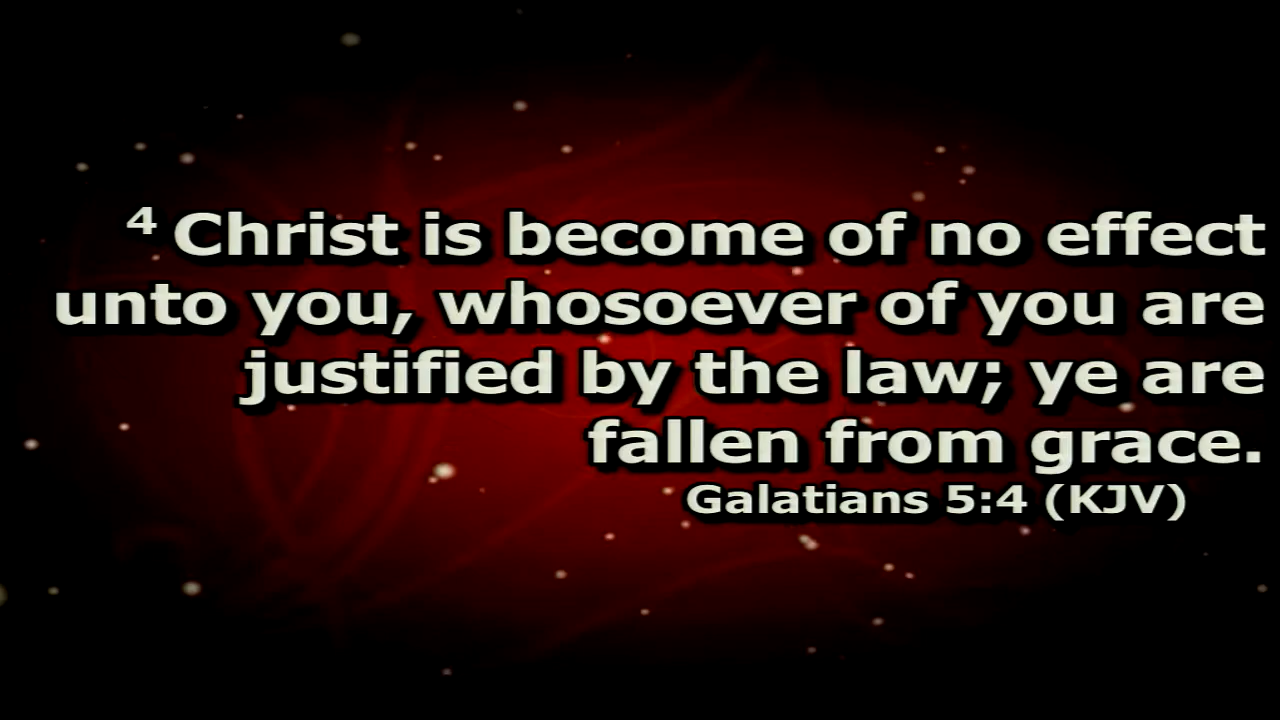 4 Christ is become of no effect
unto you, whosoever of you are
justified by the law; ye are
fallen from grace.
Galatians 5:4 (KJV)